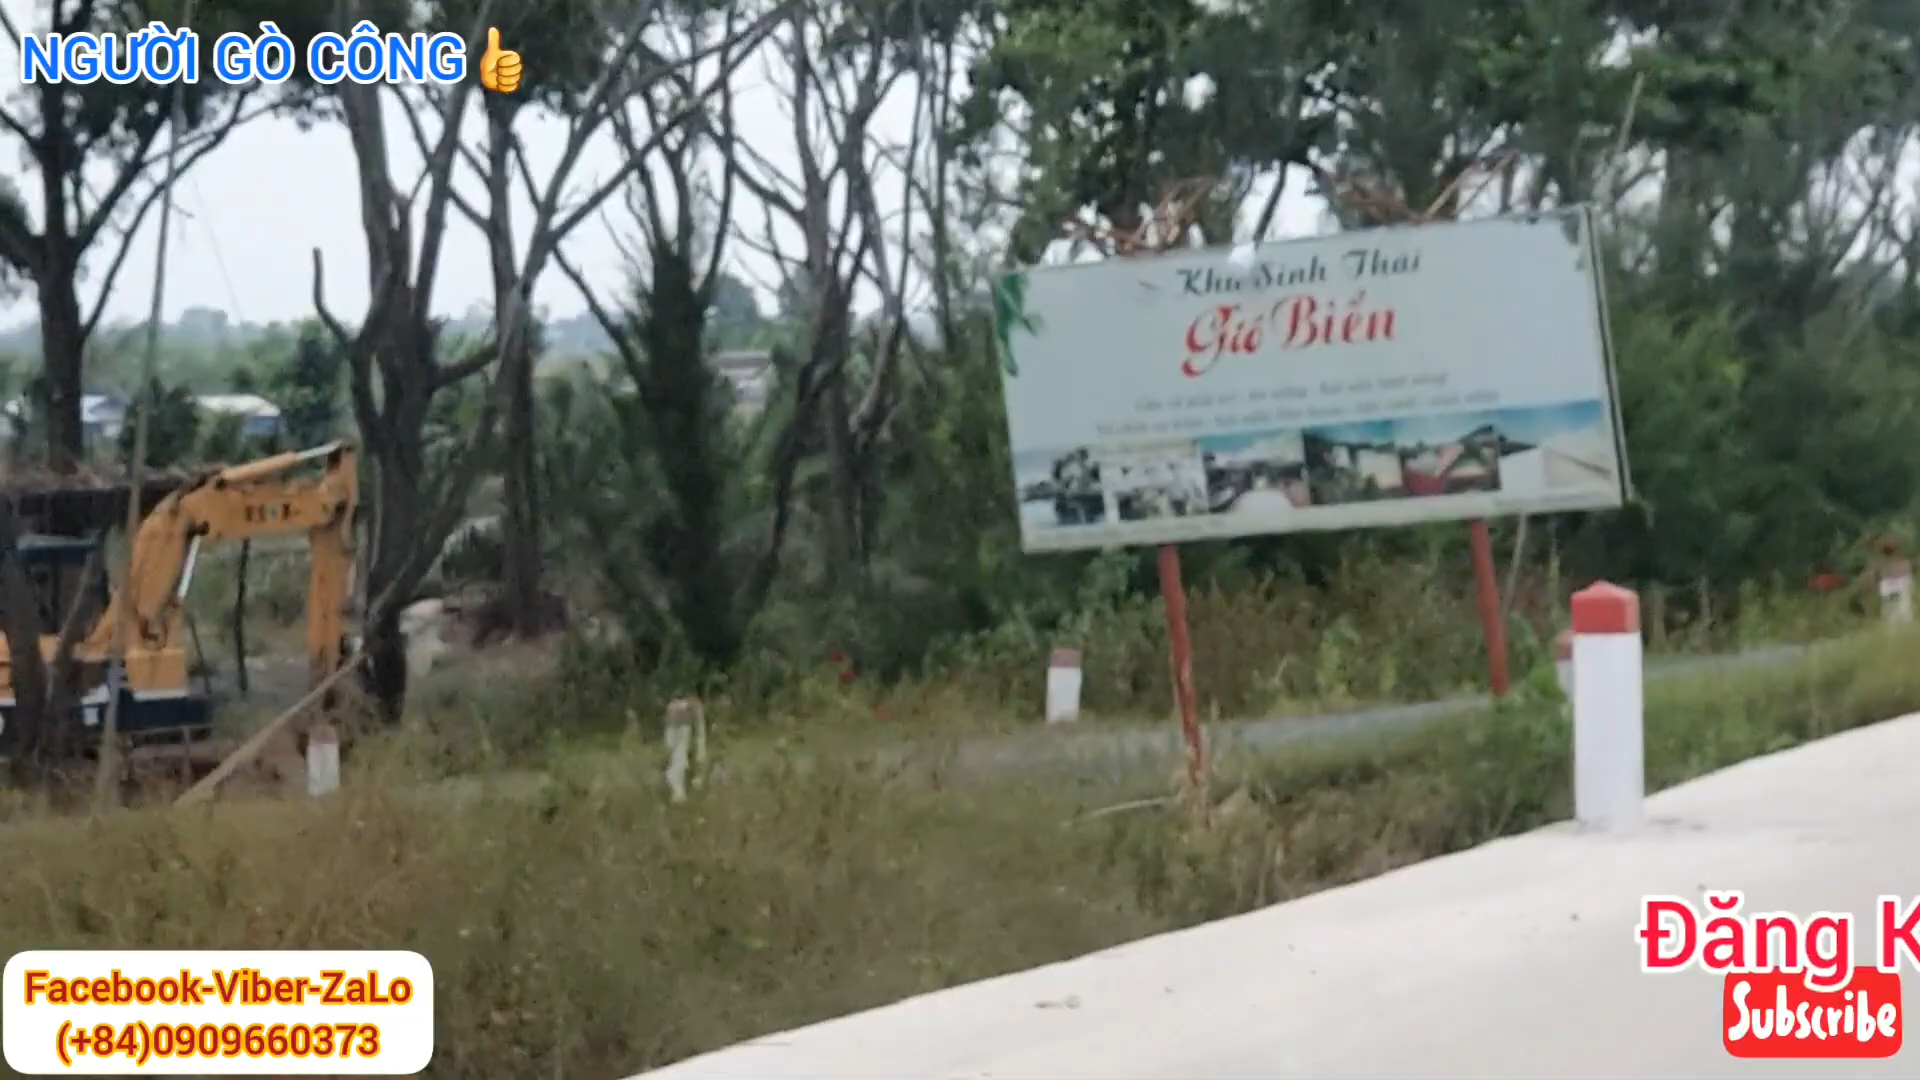 NGƯỜI GÒ CÔNG👍
Khu Sinh Thái
Gió Biển
Đăng K
Subscribe
Facebook-Viber-ZaLo
(+84)0909660373